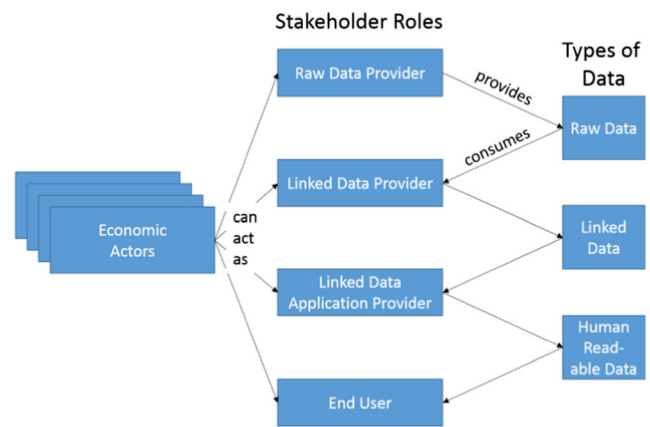 Stakeholder Roles
Types of
Data
Raw Data Provider
provides
Raw Data
consumes
Linked Data Provider
Economic
Actors
can
act
as
Linked
Data
Linked Data
Application Provider
Human
Read-
able Data
End User